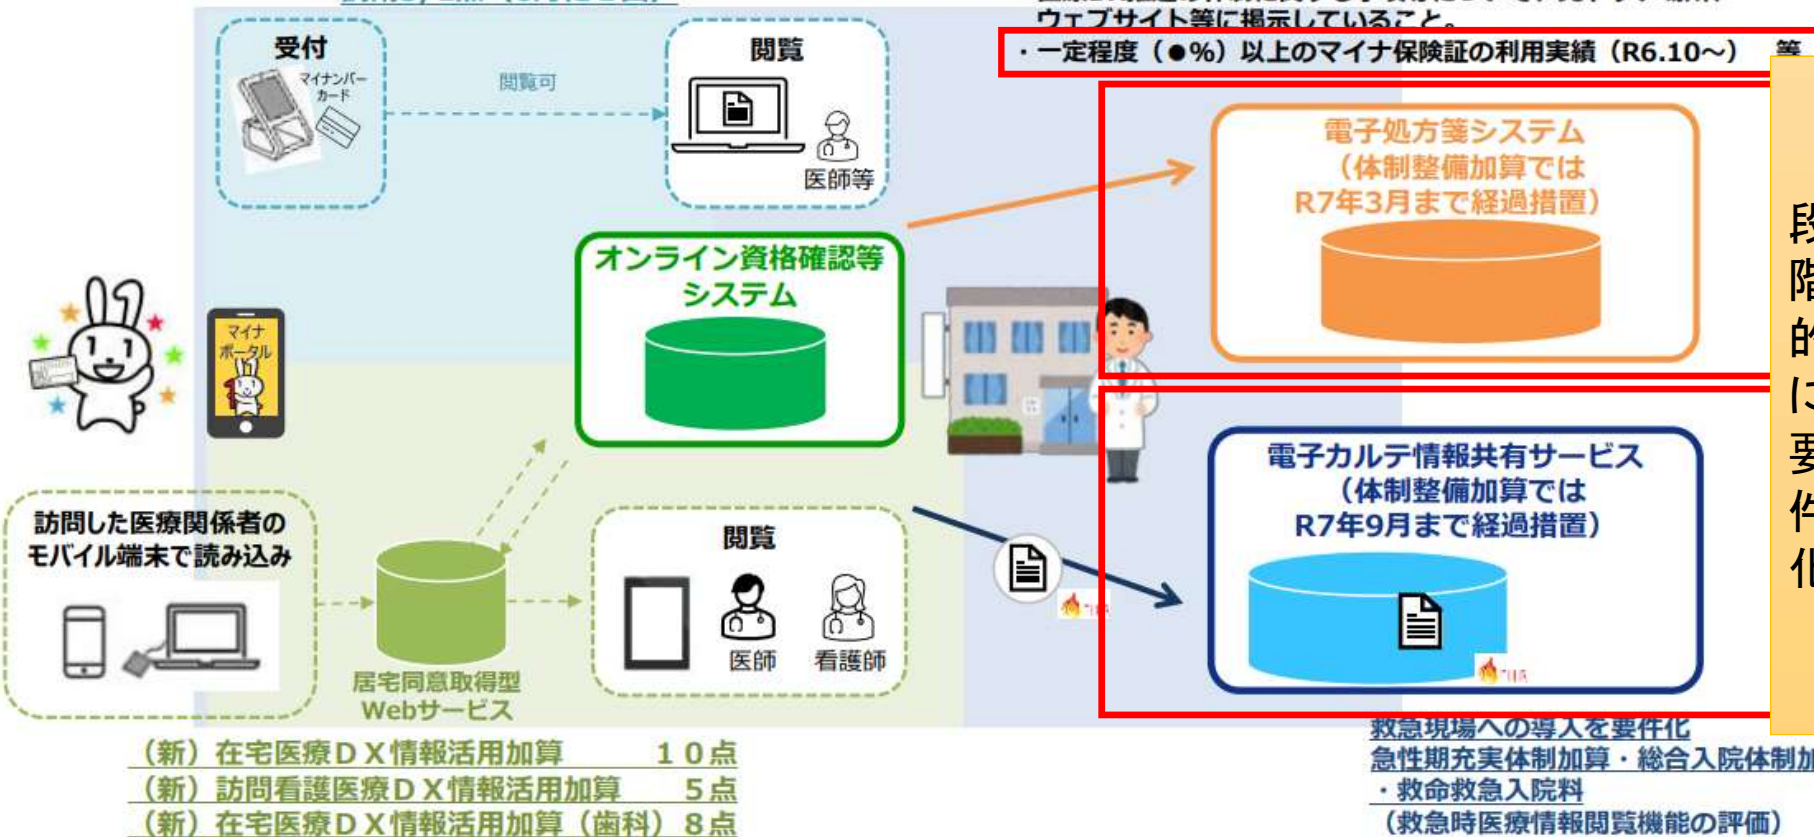 ウェブサイト等に掲示していること。
・一定程度（●%）以上のマイナ保険証の利用実績（R6.10～）　等
受付
マイナンバー
カード
閲覧可
閲覧
医師等
電子処方箋システム
（体制整備加算では
R7年3月まで経過措置）
オンライン資格確認等
システム
マイナ
ポータル
電子カルテ情報共有サービス
（体制整備加算では
R7年9月まで経過措置）
段
階
的
に
要
件
化
訪問した医療関係者の
モバイル端末で読み込み
居宅同意取得型
Webサービス
閲覧
医師
看護師
（新）在宅医療ＤＸ情報活用加算　１０点
（新）訪問看護医療ＤＸ情報活用加算　５点
（新）在宅医療ＤＸ情報活用加算（歯科）８点
救急現場への導入を要件化
急性期充実体制加算・総合入院体制加
・救命救急入院料
（救急時医療情報閲覧機能の評価）